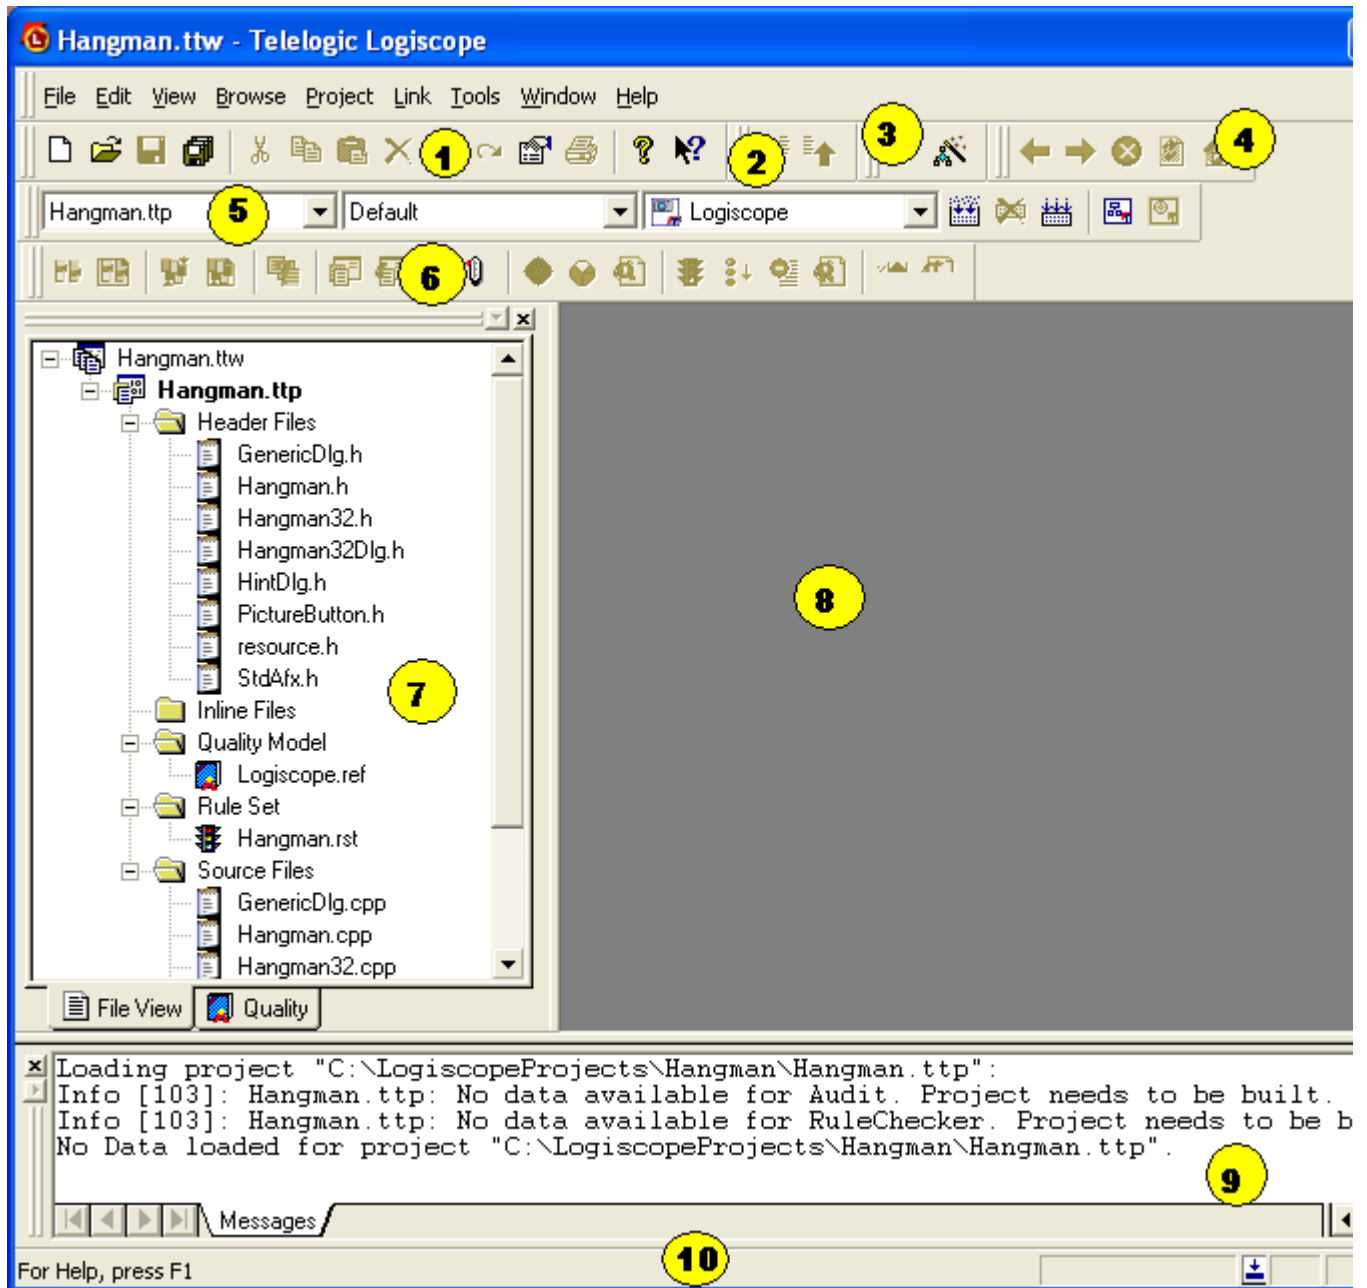 Hangman.ttw - Telelogic Logiscope
File Edit View Browse Project Link Tools Window Help
1
2
3
4
Hangman.ttp
5
Default
Logiscope
6
Hangman.ttw
Hangman.ttp
Header Files
GenericDlg.h
Hangman.h
Hangman32.h
Hangman32Dlg.h
HintDlg.h
PictureButton.h
resource.h
StdAfx.h
Inline Files
Quality Model
Logiscope.ref
Rule Set
Hangman.rst
Source Files
GenericDlg.cpp
Hangman.cpp
Hangman32.cpp
7
8
File View
Quality
Loading project "C:\LogiscopeProjects\Hangman\Hangman.ttp":
Info [103]: Hangman.ttp: No data available for Audit. Project needs to be built.
Info [103]: Hangman.ttp: No data available for RuleChecker. Project needs to be b
No Data loaded for project "C:\LogiscopeProjects\Hangman\Hangman.ttp".
9
Messages
10
For Help, press F1